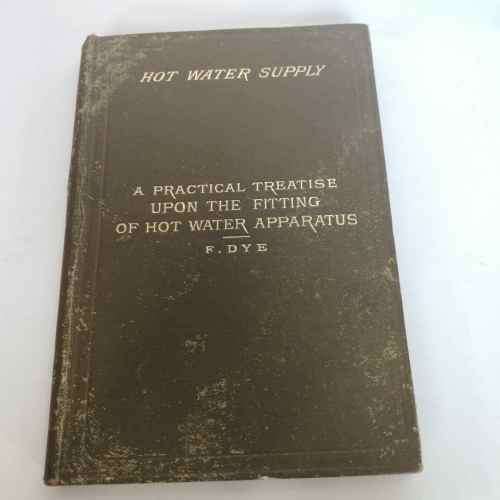 HOT WATER SUPPLY
A PRACTICAL TREATISE
UPON THE FITTING
OF HOT WATER APPARATUS
F. DYE